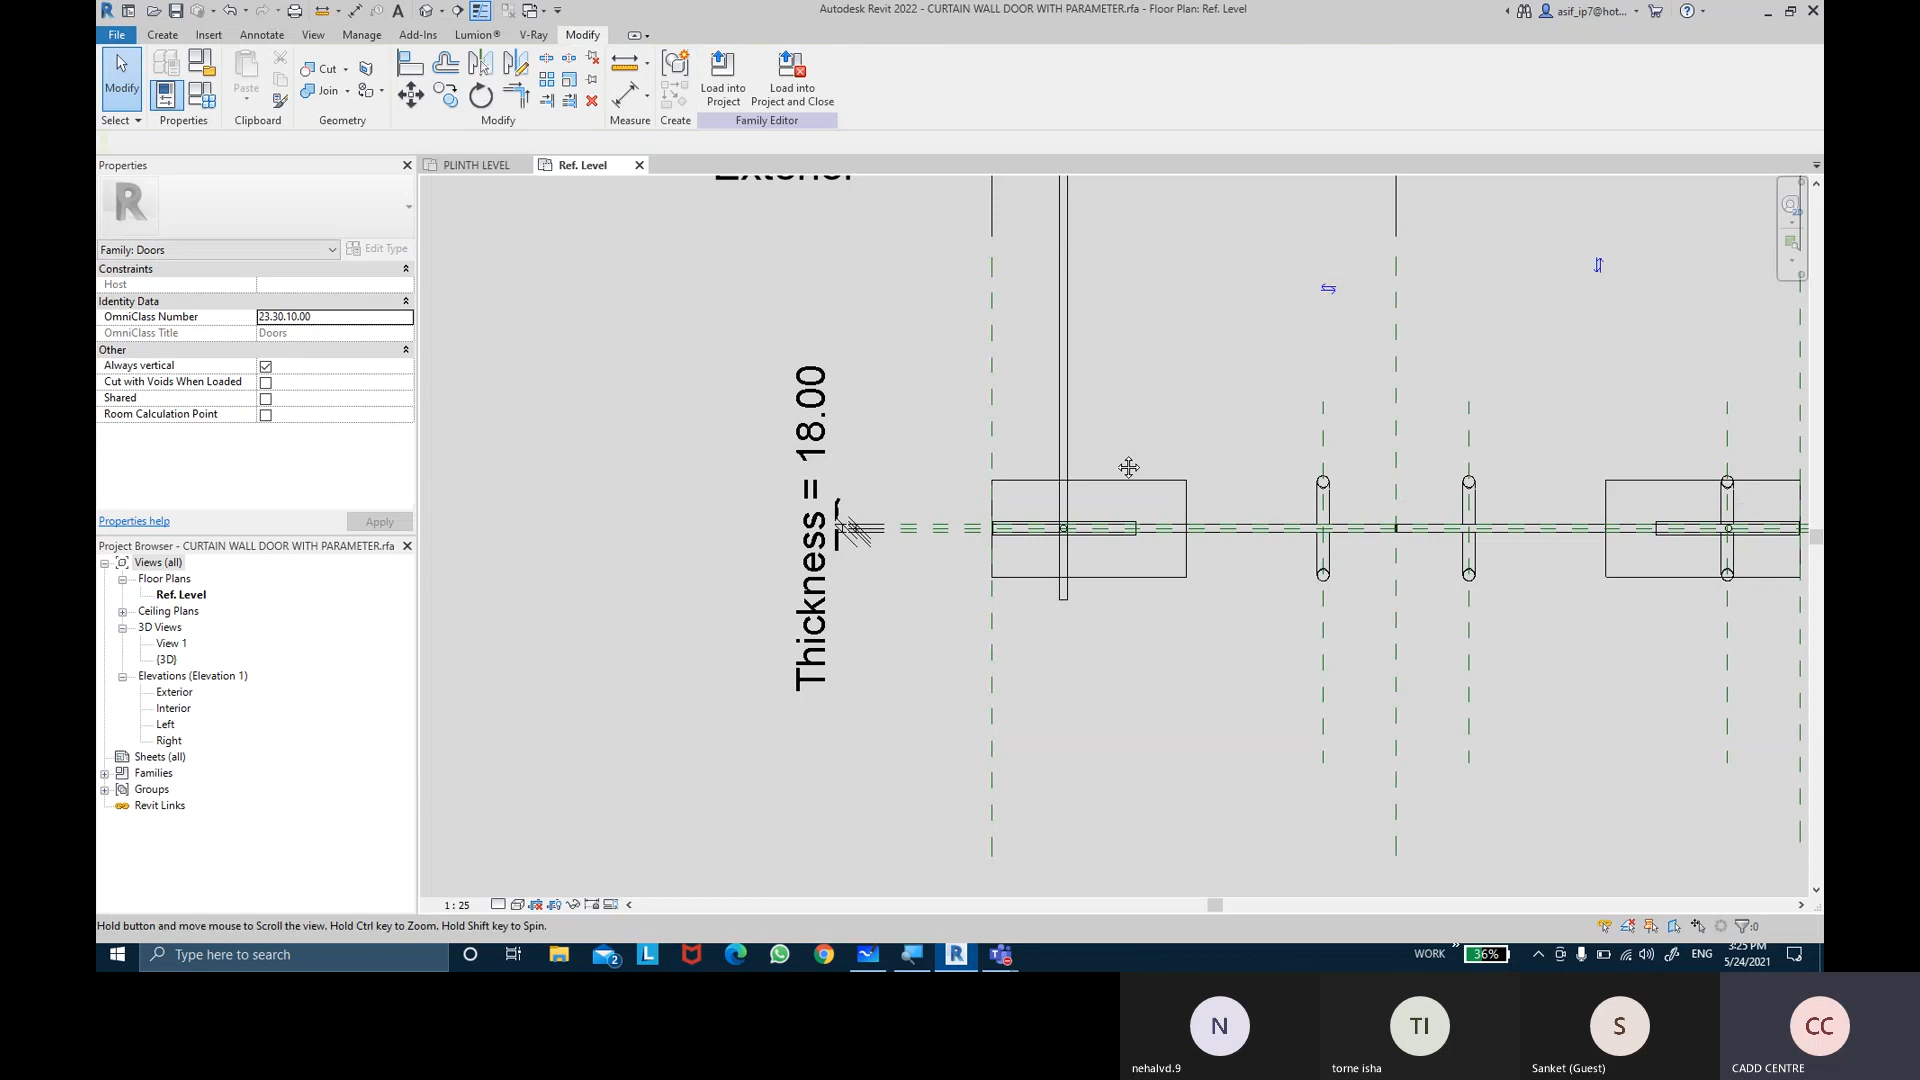 Autodesk Revit 2022 - CURTAIN WALL DOOR WITH PARAMETER.rfa - Floor Plan: Ref. Level
asif_ip7@hot...
File Create Insert Annotate View Manage Add-Ins Lumion® V-Ray Modify
Modify
Paste
Cut
Join
Load into
Project
Load into
Project and Close
Select Properties Clipboard Geometry Modify Measure Create Family Editor
Properties
PLINTH LEVEL
Ref. Level
Family: Doors
Edit Type
Constraints
Host
Identity Data
OmniClass Number 23.30.10.00
OmniClass Title Doors
Other
Always vertical
Cut with Voids When Loaded
Shared
Room Calculation Point
Properties help
Apply
Project Browser - CURTAIN WALL DOOR WITH PARAMETER.rfa
Views (all)
Floor Plans
Ref. Level
Ceiling Plans
3D Views
View 1
{3D}
Elevations (Elevation 1)
Exterior
Interior
Left
Right
Sheets (all)
Families
Groups
Revit Links
Exterior
Thickness = 18.00
2D
1 : 25
Hold button and move mouse to Scroll the view. Hold Ctrl key to Zoom. Hold Shift key to Spin.
:0
Type here to search
2
WORK
36%
ENG
3:25 PM
5/24/2021
N
nehalvd.9
TI
torne isha
S
Sanket (Guest)
CC
CADD CENTRE